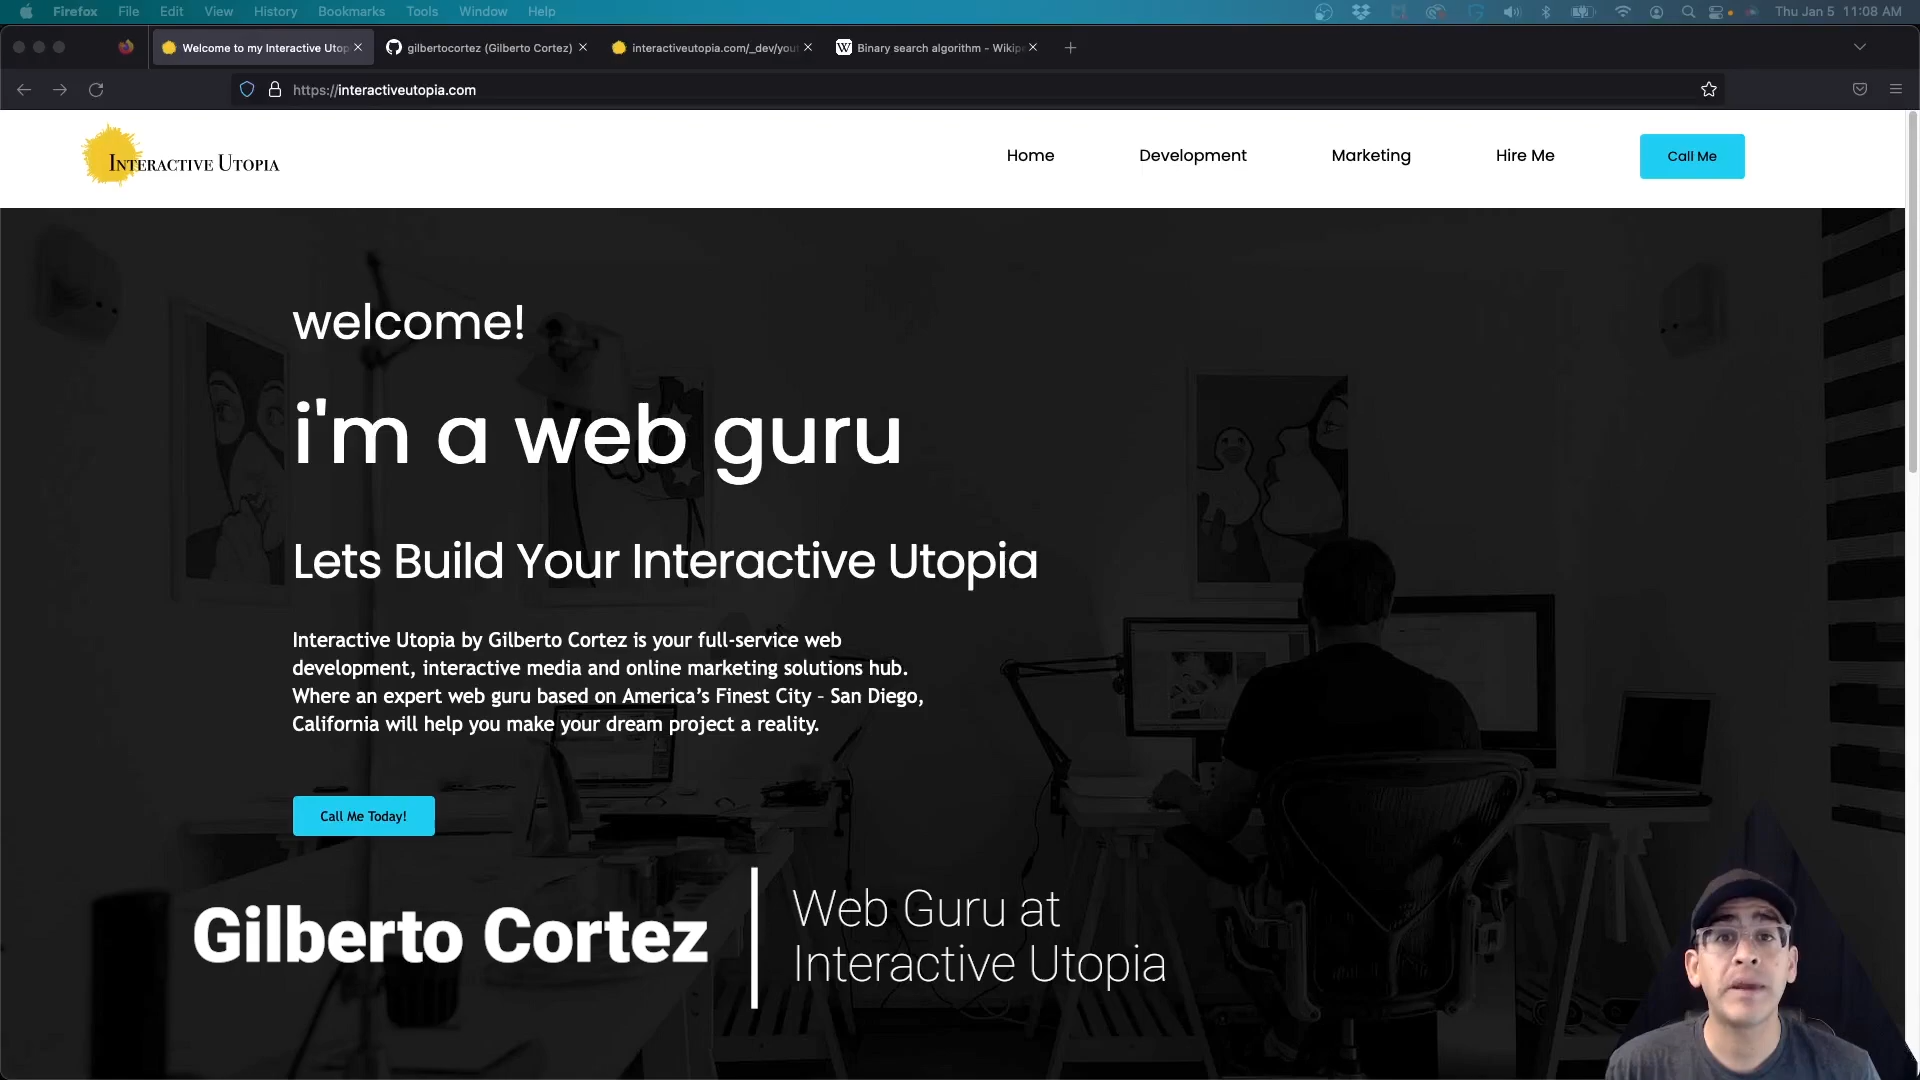 Firefox File Edit View History Bookmarks Tools Window Help Thu Jan 5 11:08 AM
Welcome to my Interactive Utop gilbertocortez (Gilberto Cortez) interactiveutopia.com/_dev/yout Binary search algorithm - Wikipe
https://interactiveutopia.com
Interactive Utopia Home Development Marketing Hire Me Call Me
welcome!
i'm a web guru
Lets Build Your Interactive Utopia
Interactive Utopia by Gilberto Cortez is your full-service web
development, interactive media and online marketing solutions hub.
Where an expert web guru based on America’s Finest City – San Diego,
California will help you make your dream project a reality.
Call Me Today!
Gilberto Cortez
Web Guru at
Interactive Utopia